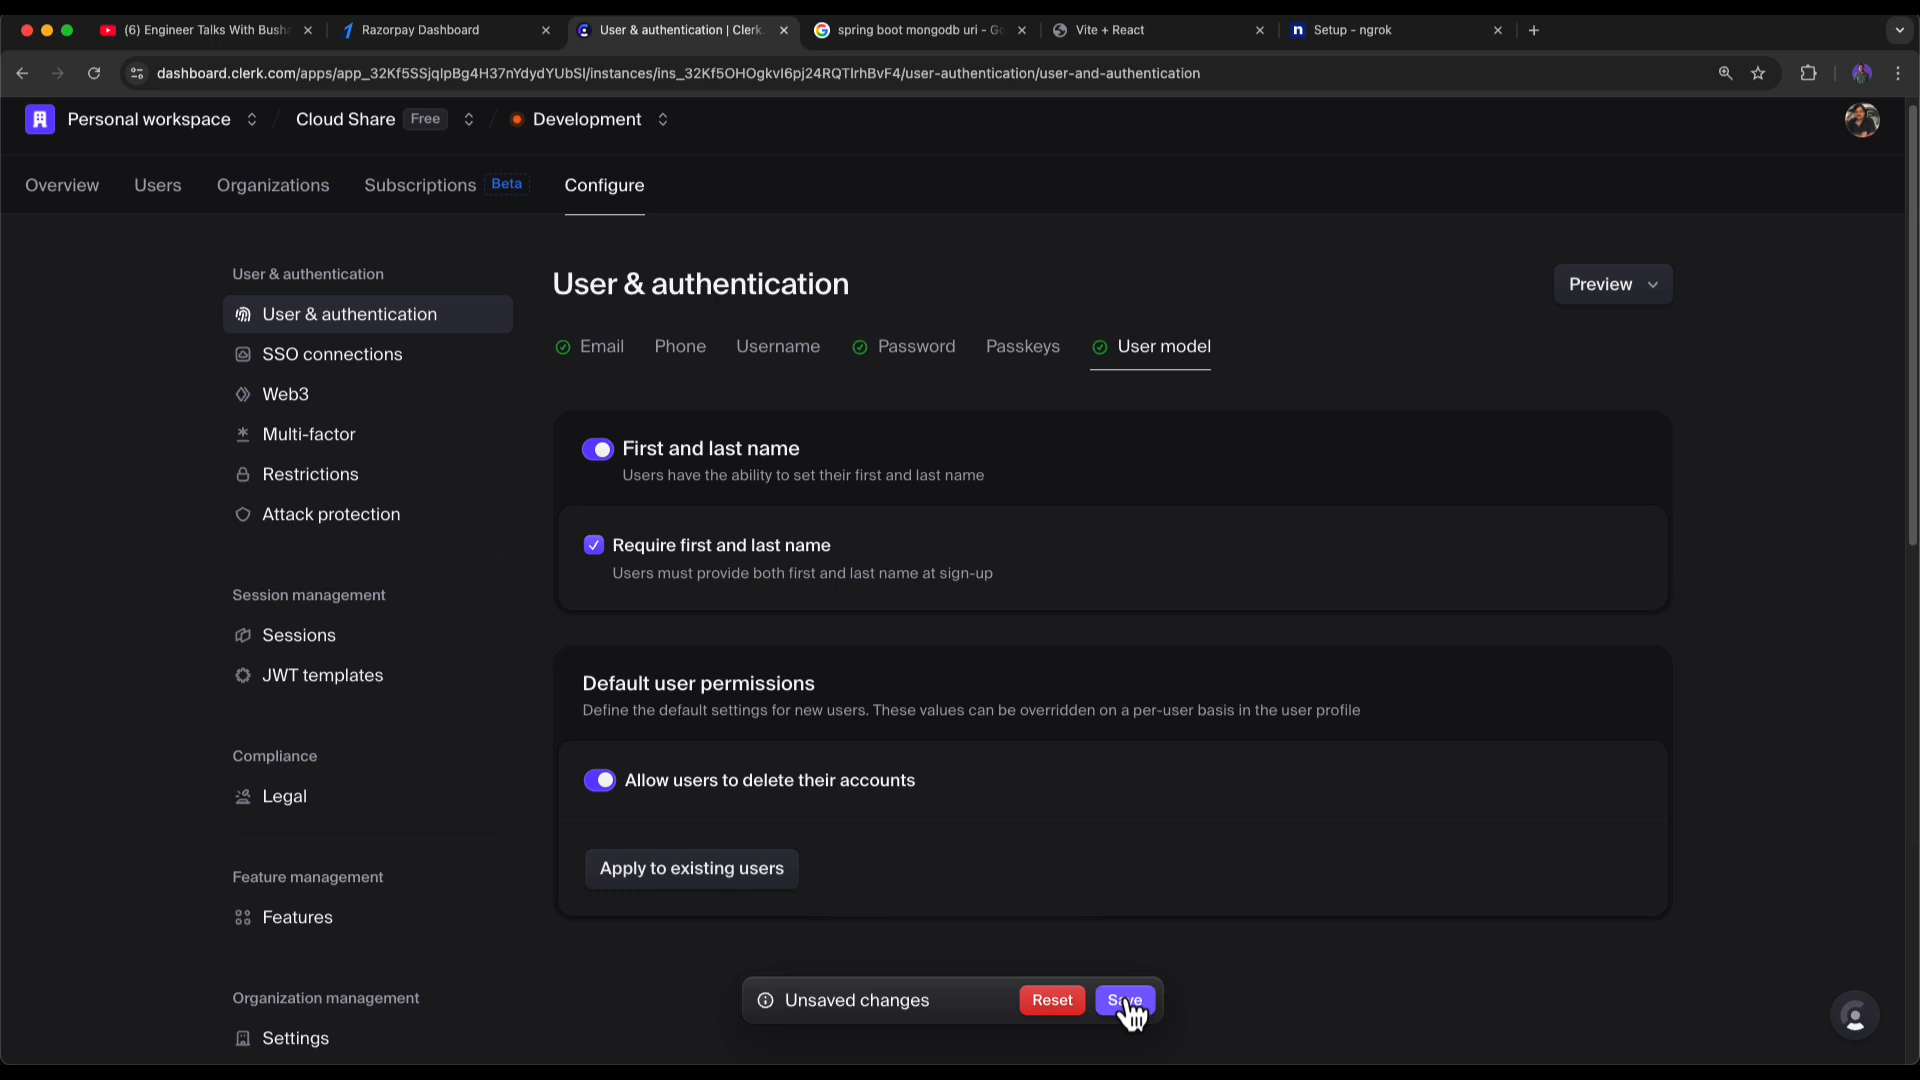 (6) Engineer Talks With Busha
Razorpay Dashboard
User & authentication | Clerk
spring boot mongodb uri - Go
Vite + React
Setup - ngrok
dashboard.clerk.com/apps/app_32Kf5SSjqIpBg4H37nYdydYUbSI/instances/ins_32Kf5OHOgkvI6pj24RQTIrhBvF4/user-authentication/user-and-authentication
Personal workspace
Cloud Share
Free
Development
Overview
Users
Organizations
Subscriptions
Beta
Configure
User & authentication
User & authentication
SSO connections
Web3
Multi-factor
Restrictions
Attack protection
Session management
Sessions
JWT templates
Compliance
Legal
Feature management
Features
Organization management
Settings
User & authentication
Preview
Email
Phone
Username
Password
Passkeys
User model
First and last name
Users have the ability to set their first and last name
Require first and last name
Users must provide both first and last name at sign-up
Default user permissions
Define the default settings for new users. These values can be overridden on a per-user basis in the user profile
Allow users to delete their accounts
Apply to existing users
Unsaved changes
Reset
Save